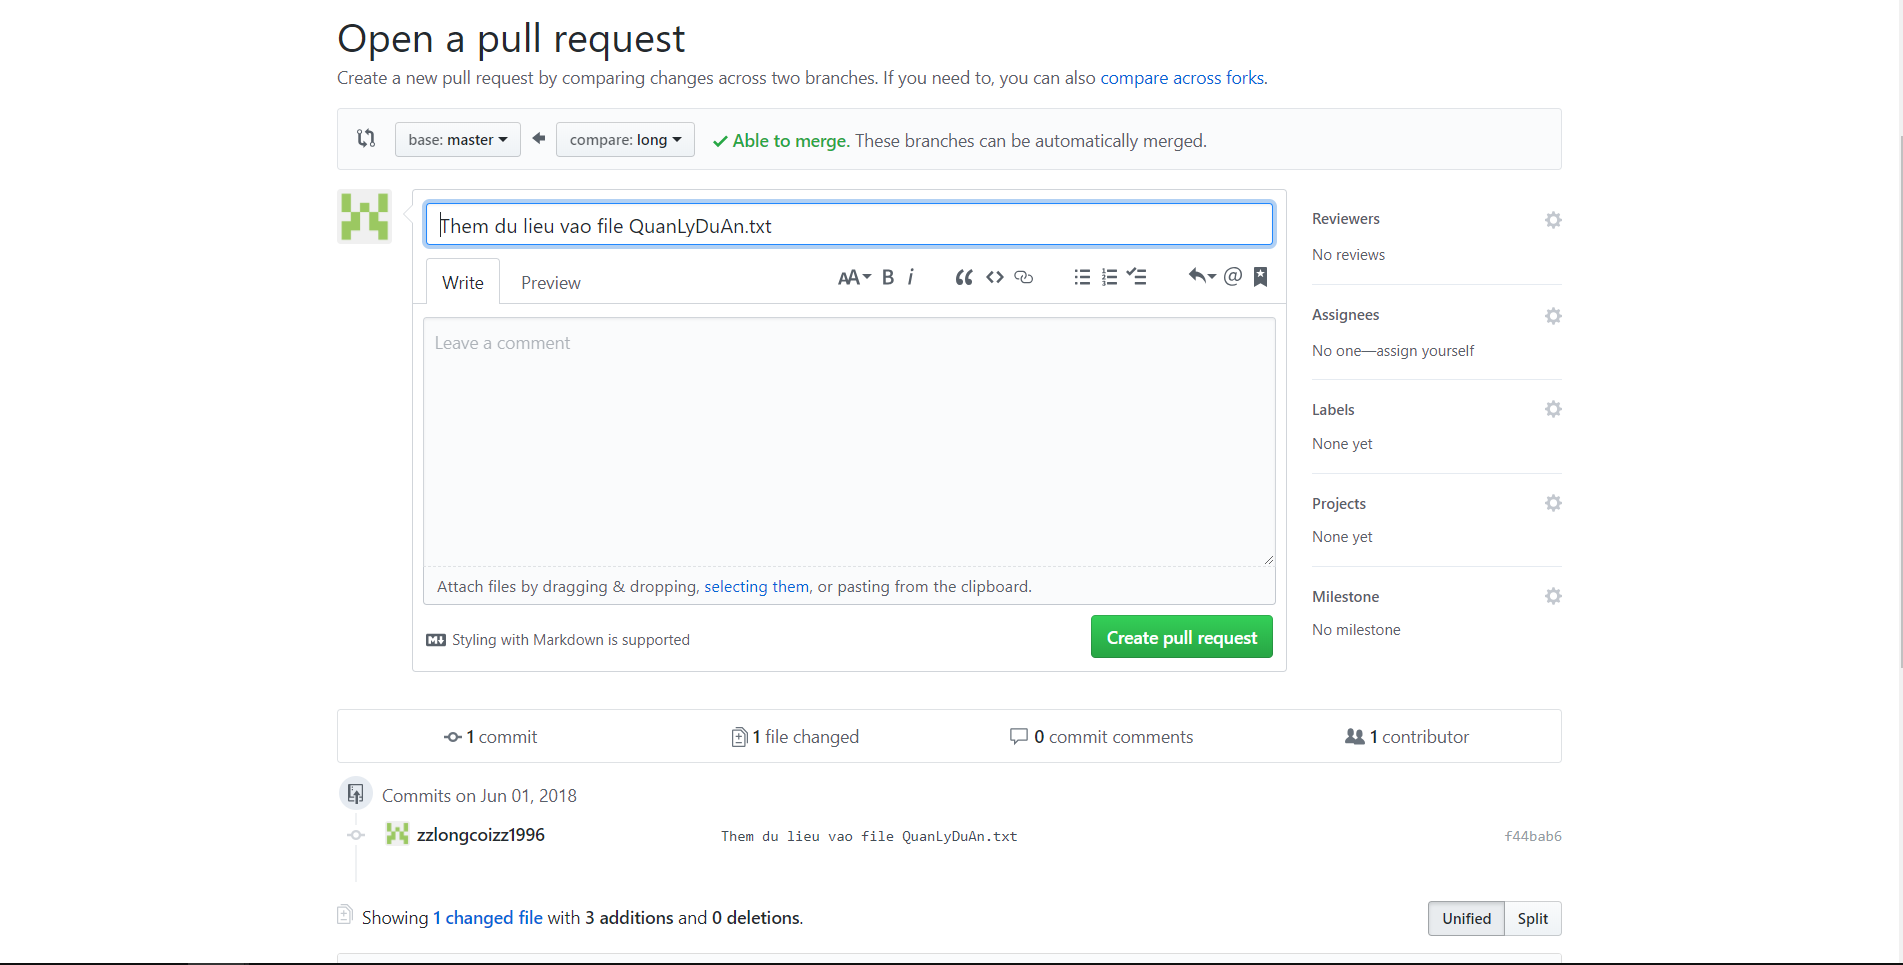 Open a pull request
Create a new pull request by comparing changes across two branches. If you need to, you can also compare across forks.
base: master compare: long Able to merge. These branches can be automatically merged.
Them du lieu vao file QuanLyDuAn.txt
Write Preview
Leave a comment
Attach files by dragging & dropping, selecting them, or pasting from the clipboard.
Styling with Markdown is supported
Create pull request
Reviewers
No reviews
Assignees
No one—assign yourself
Labels
None yet
Projects
None yet
Milestone
No milestone
1 commit 1 file changed 0 commit comments 1 contributor
Commits on Jun 01, 2018
zzlongcoizz1996 Them du lieu vao file QuanLyDuAn.txt f44bab6
Showing 1 changed file with 3 additions and 0 deletions. Unified Split